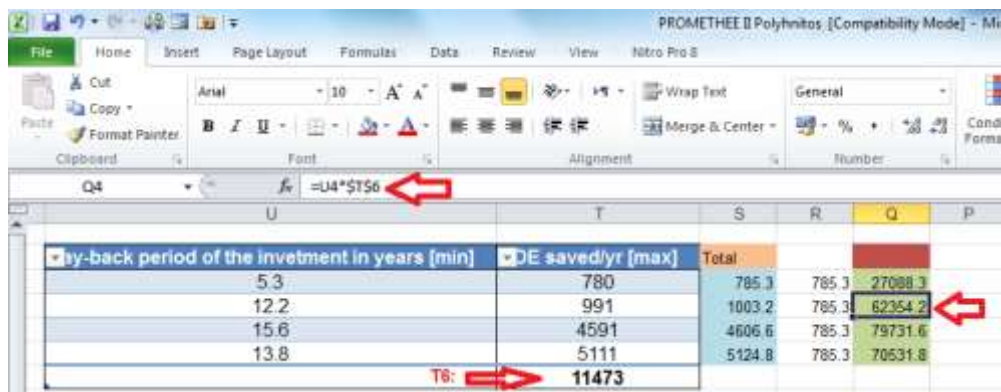 PROMETHEE II Polyhnitos [Compatibility Mode] - Mi
File Home Insert Page Layout Formulas Data Review View Nitro Pro 8
Cut
Copy
Format Painter
Paste
Arial 10 A A
B I U A
Wrap Text
Merge & Center
General
%
Cond
Forma
Clipboard Font Alignment Number
Q4 fx =U4*$T$6
U T S R Q P
ay-back period of the invetment in years [min] OE saved/yr [max] Total
5.3 780 785.3 785.3 27088.3
12.2 991 1003.2 785.3 62354.2
15.6 4591 4606.6 785.3 79731.6
13.8 5111 5124.8 785.3 70531.8
T6: 11473